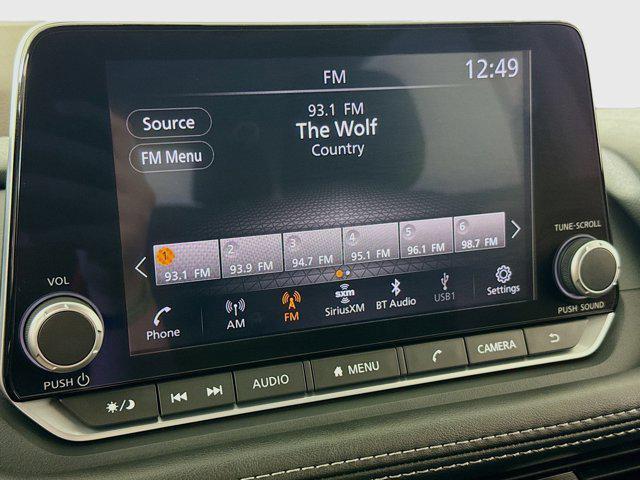 FM
12:49
Source
FM Menu
93.1 FM
The Wolf
Country
1
93.1 FM
2
93.9 FM
3
94.7 FM
4
95.1 FM
5
96.1 FM
6
98.7 FM
Phone
AM
FM
sxm
SiriusXM
BT Audio
USB1
Settings
VOL
PUSH
TUNE·SCROLL
PUSH SOUND
AUDIO
MENU
CAMERA